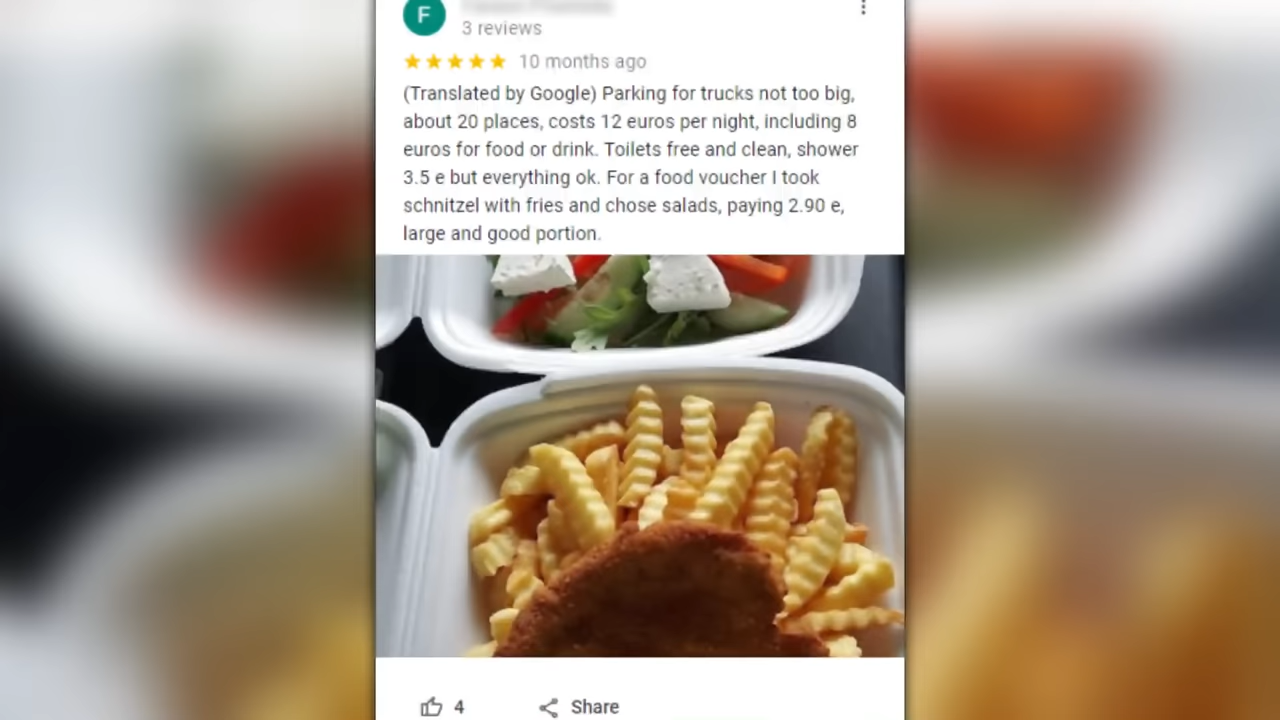 F
3 reviews
10 months ago
(Translated by Google) Parking for trucks not too big,
about 20 places, costs 12 euros per night, including 8
euros for food or drink. Toilets free and clean, shower
3.5 e but everything ok. For a food voucher I took
schnitzel with fries and chose salads, paying 2.90 e,
large and good portion.
4
Share